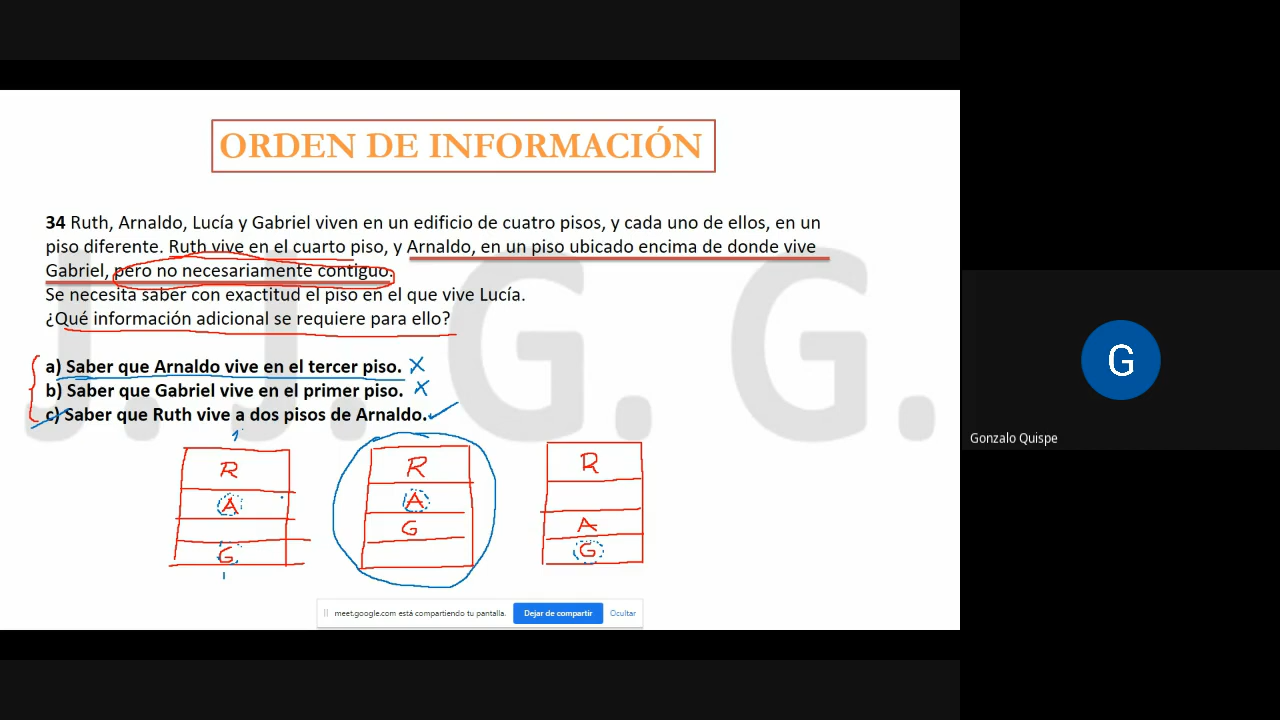 ORDEN DE INFORMACIÓN
34 Ruth, Arnaldo, Lucía y Gabriel viven en un edificio de cuatro pisos, y cada uno de ellos, en un
piso diferente. Ruth vive en el cuarto piso, y Arnaldo, en un piso ubicado encima de donde vive
Gabriel, pero no necesariamente contiguo.
Se necesita saber con exactitud el piso en el que vive Lucía.
¿Qué información adicional se requiere para ello?
a) Saber que Arnaldo vive en el tercer piso.
b) Saber que Gabriel vive en el primer piso.
c) Saber que Ruth vive a dos pisos de Arnaldo.
J. J. G. G.
R R R
A A
G A
G G
G
Gonzalo Quispe
meet.google.com está compartiendo tu pantalla. Dejar de compartir Ocultar